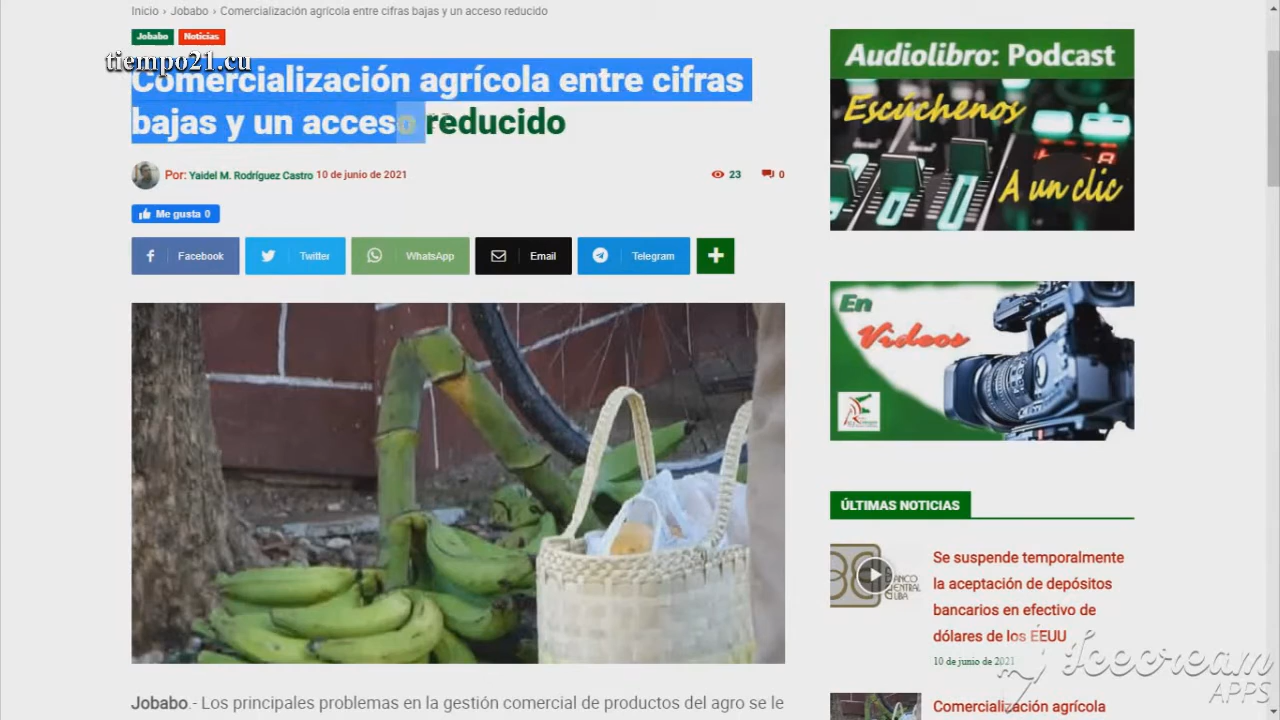 Inicio › Jobabo › Comercialización agrícola entre cifras bajas y un acceso reducido
Jobabo Noticias
tiempo21.cu
Comercialización agrícola entre cifras
bajas y un acceso reducido
Por: Yaidel M. Rodríguez Castro 10 de junio de 2021
23 0
Me gusta 0
Facebook Twitter WhatsApp Email Telegram +
Jobabo.- Los principales problemas en la gestión comercial de productos del agro se le
Audiolibro: Podcast
Escúchenos
A un clic
En
Videos
ÚLTIMAS NOTICIAS
BANCO
CENTRAL
CUBA
Se suspende temporalmente
la aceptación de depósitos
bancarios en efectivo de
dólares de los EEUU
10 de junio de 2021
Comercialización agrícola
Icecream
APPS